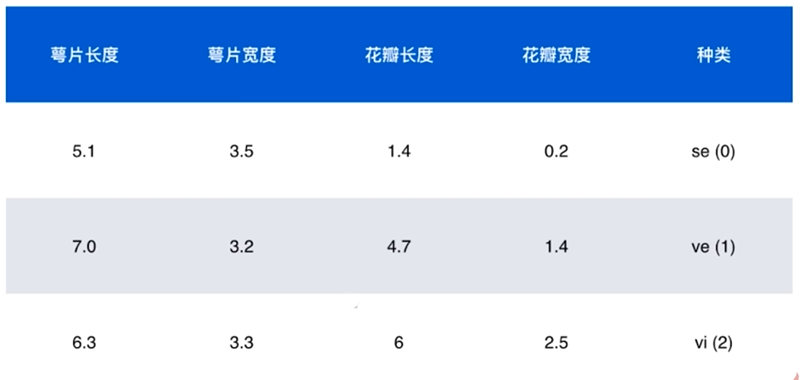 萼片长度 萼片宽度 花瓣长度 花瓣宽度 种类
5.1 3.5 1.4 0.2 se (0)
7.0 3.2 4.7 1.4 ve (1)
6.3 3.3 6 2.5 vi (2)